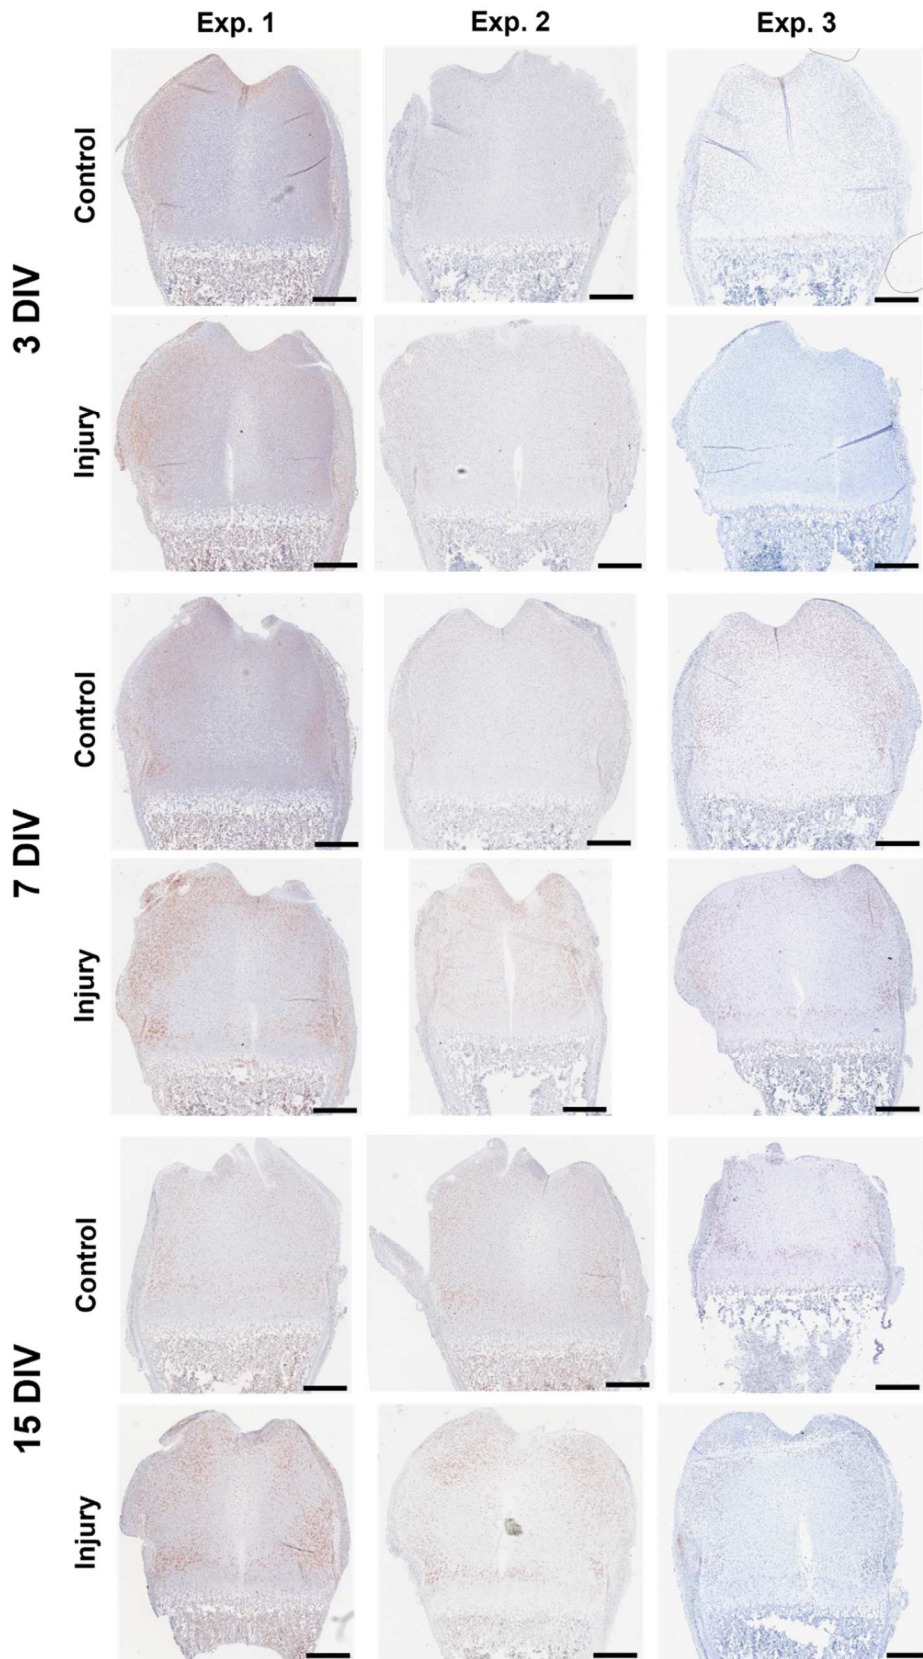 Exp. 1 Exp. 2 Exp. 3
3 DIV
Control
Injury
7 DIV
Control
Injury
15 DIV
Control
Injury